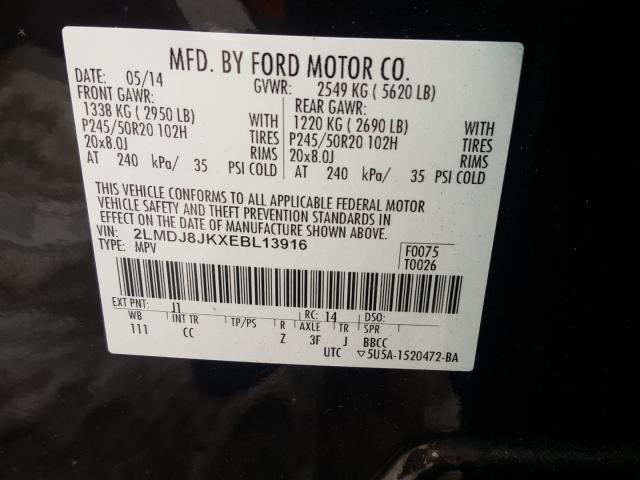 MFD. BY FORD MOTOR CO.
DATE: 05/14 GVWR: 2549 KG ( 5620 LB)
FRONT GAWR: REAR GAWR:
1338 KG ( 2950 LB) WITH 1220 KG ( 2690 LB) WITH
P245/50R20 102H TIRES P245/50R20 102H TIRES
20x8.0J RIMS 20x8.0J RIMS
AT 240 kPa/ 35 PSI COLD AT 240 kPa/ 35 PSI COLD
THIS VEHICLE CONFORMS TO ALL APPLICABLE FEDERAL MOTOR
VEHICLE SAFETY AND THEFT PREVENTION STANDARDS IN
EFFECT ON THE DATE OF MANUFACTURE SHOWN ABOVE.
VIN: 2LMDJ8JKXEBL13916 F0075
TYPE: MPV T0026
EXT PNT: J1 RC: 14 DSO:
WB INT TR TP/PS R AXLE TR SPR
111 CC Z 3F J BBCC
UTC ▽5U5A-1520472-BA